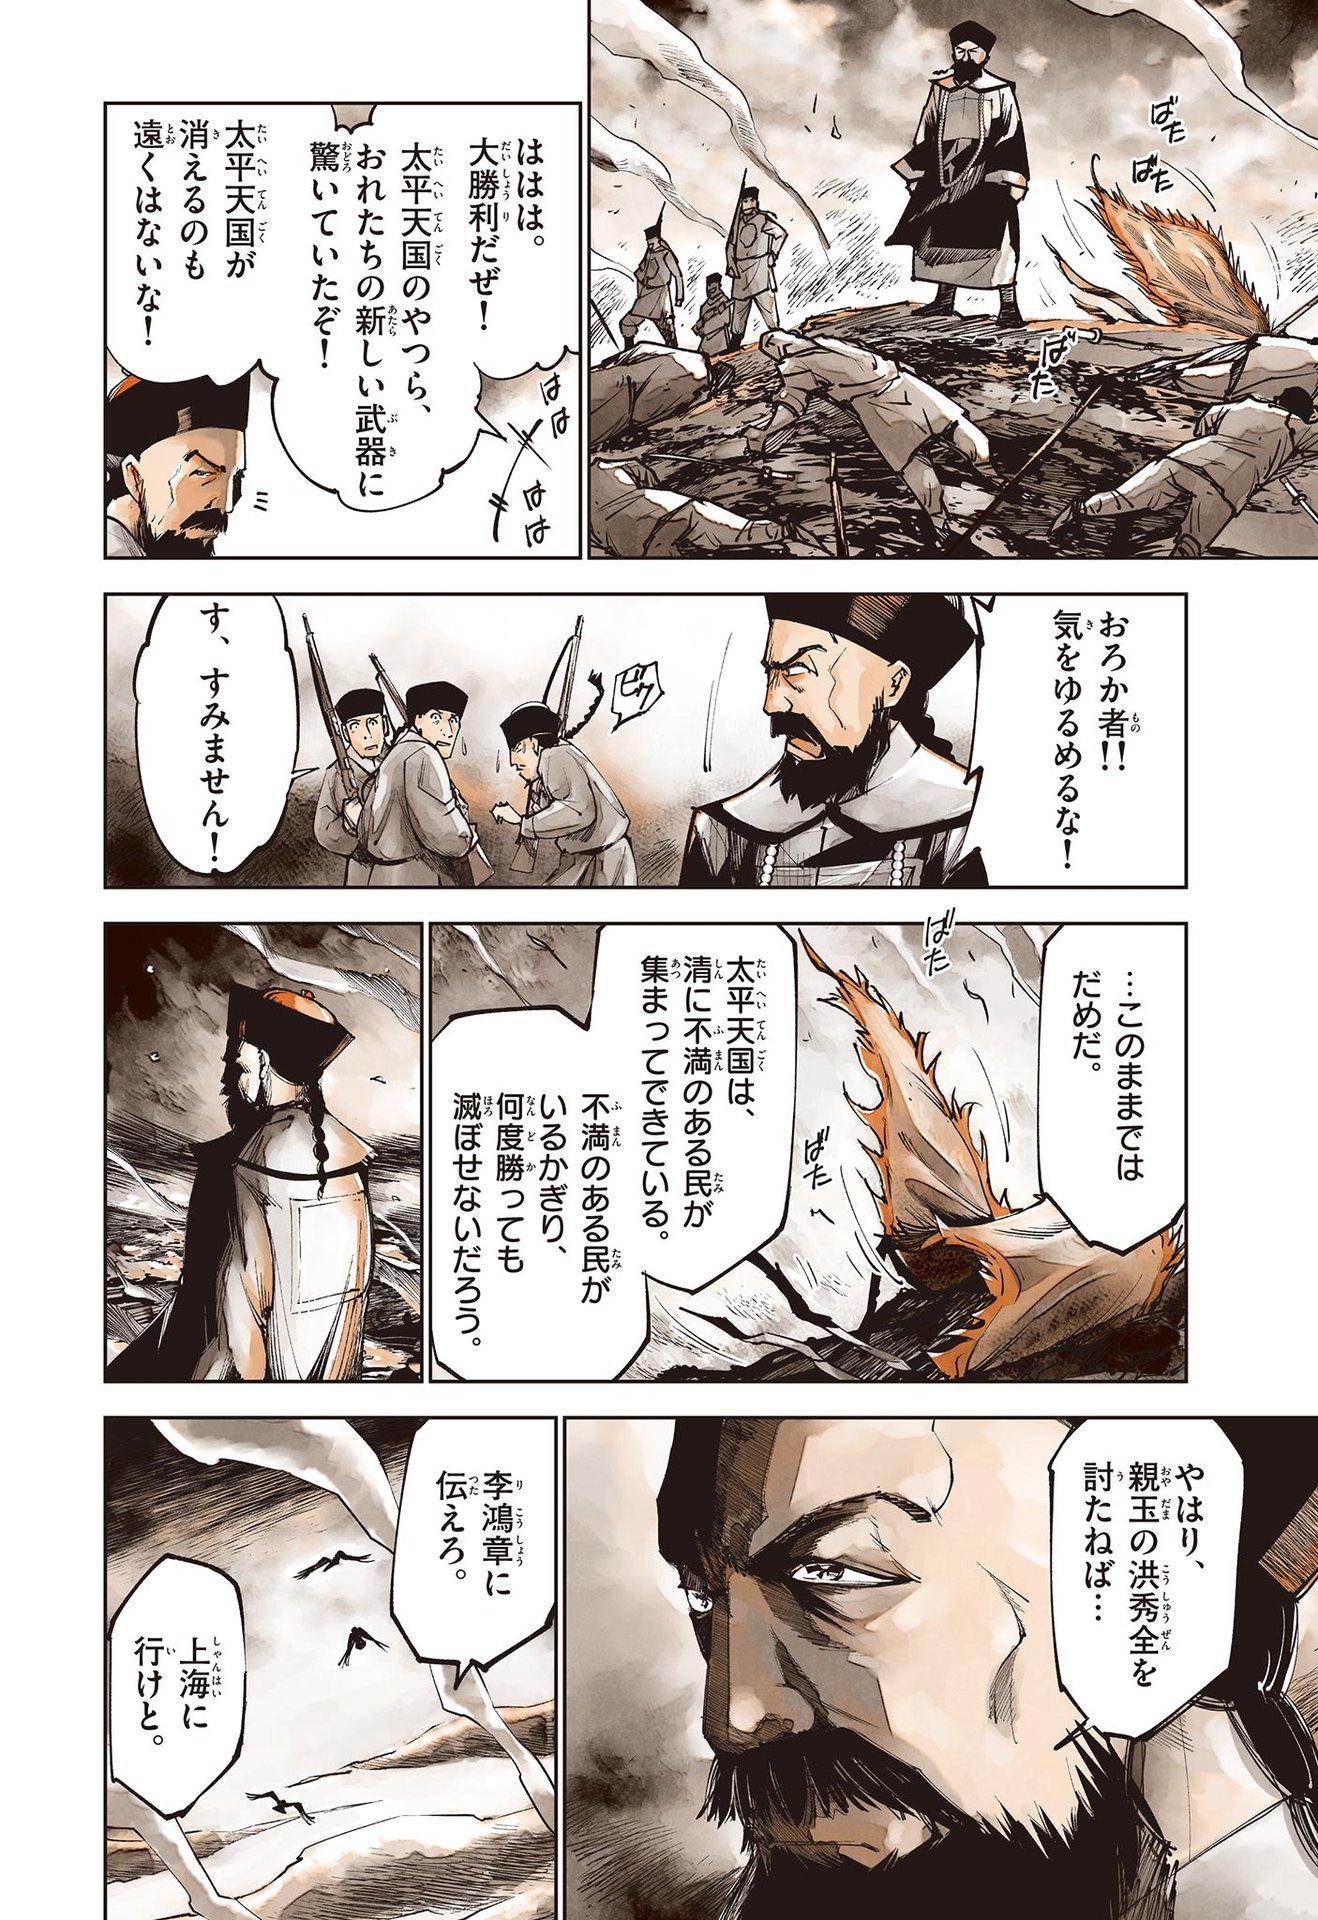 ばた
ばた
ばた
ははは。
大勝利だぜ！
太平天国のやつら、
おれたちの新しい武器に
驚いていたぞ！
太平天国が
消えるのも
遠くはないな！
はは
はは
おろか者!!
気をゆるめるな！
ビクッ
す、すみません！
…このままでは
だめだ。
ばた
ばた
太平天国は、
清に不満のある民が
集まってできている。
不満のある民が
いるかぎり、
何度勝っても
滅ぼせないだろう。
やはり、
親玉の洪秀全を
討たねば…
李鴻章に
伝えろ。
上海に
行けと。